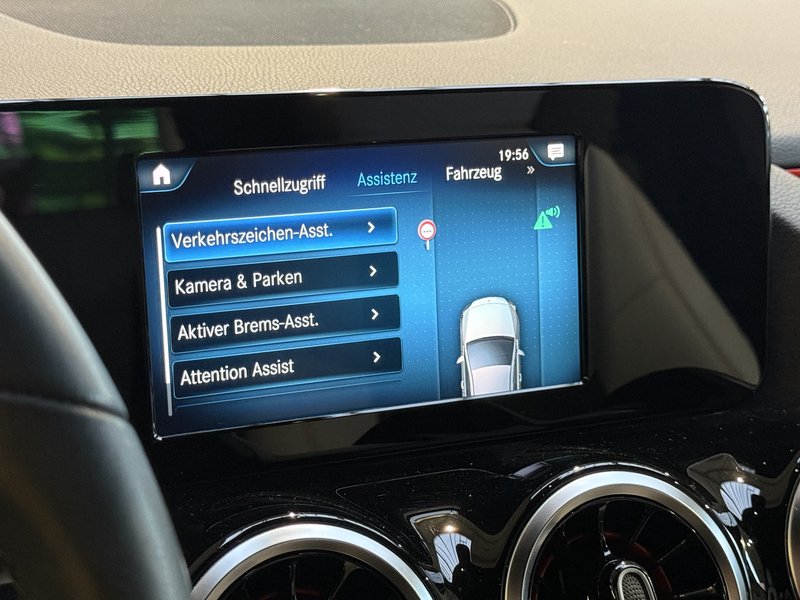 19:56
Schnellzugriff
Assistenz
Fahrzeug »
Verkehrszeichen-Asst.
Kamera & Parken
Aktiver Brems-Asst.
Attention Assist